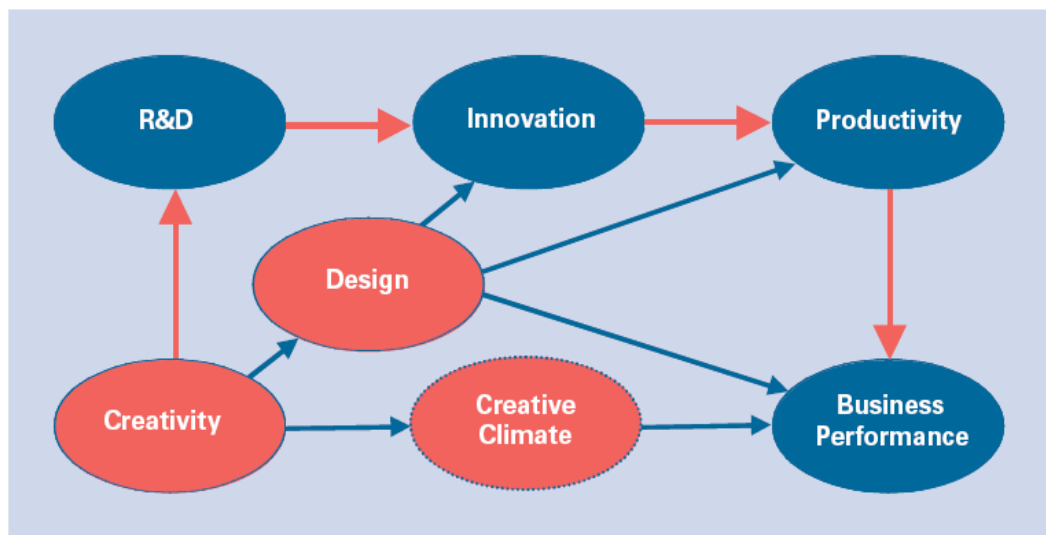 R&D
Innovation
Productivity
Design
Creativity
Creative
Climate
Business
Performance